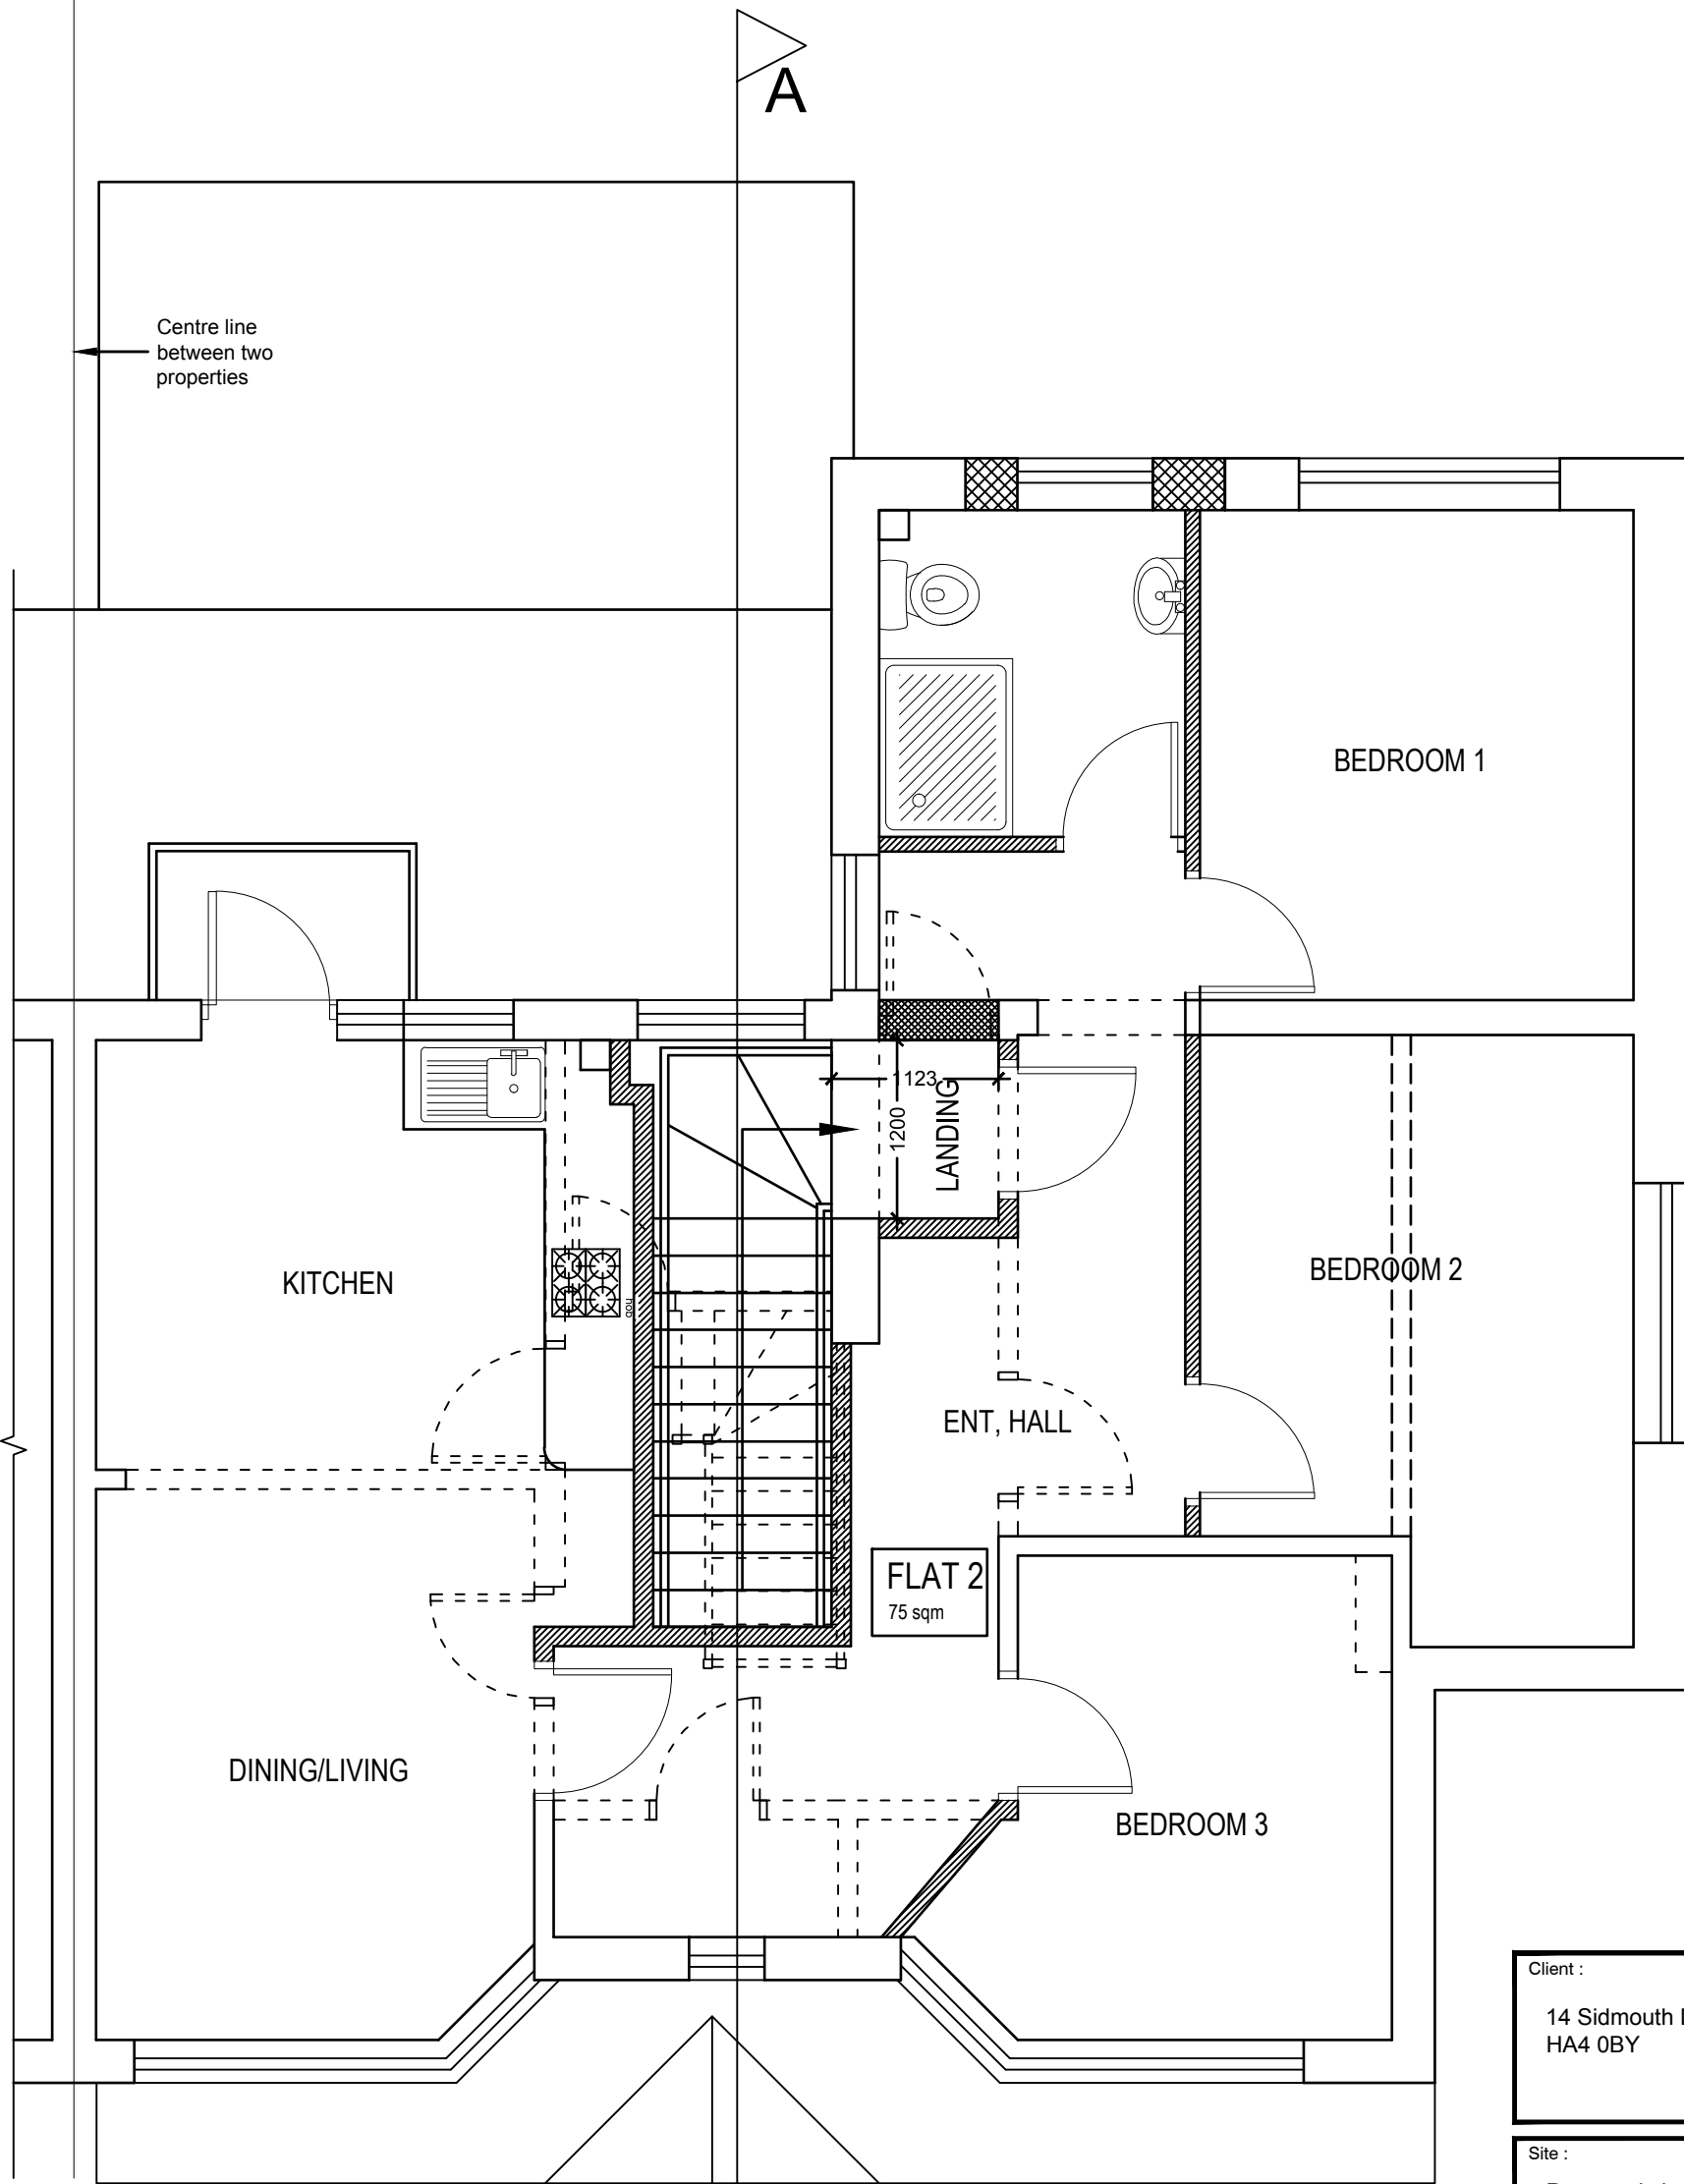 A
Centre line
between two
properties
BEDROOM 1
1123
1200
LANDING
KITCHEN
hob
BEDROOM 2
ENT, HALL
FLAT 2
75 sqm
DINING/LIVING
BEDROOM 3
Client :
14 Sidmouth
HA4 0BY
Site :